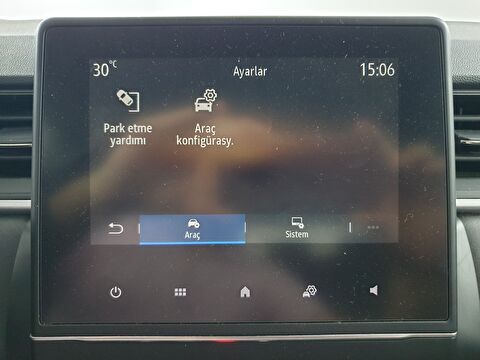 30°C
Ayarlar
15:06
Park etme
yardımı
Araç
konfigürasy.
Araç
Sistem